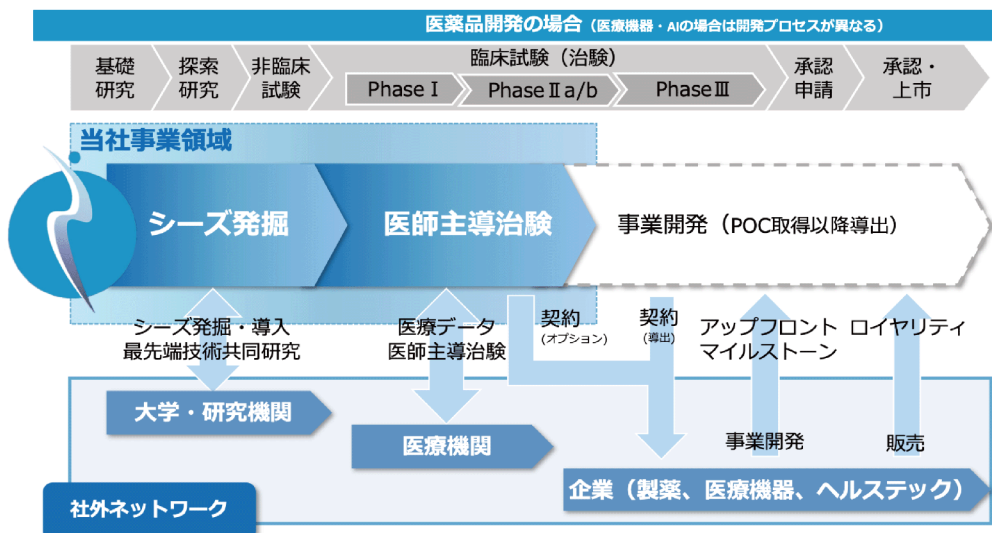 医薬品開発の場合（医療機器・AIの場合は開発プロセスが異なる）
基礎
研究
探索
研究
非臨床
試験
臨床試験（治験）
Phase I
Phase II a/b
Phase III
承認
申請
承認・
上市
当社事業領域
シーズ発掘
医師主導治験
事業開発（POC取得以降導出）
シーズ発掘・導入
最先端技術共同研究
医療データ
医師主導治験
契約
(オプション)
契約
(導出)
アップフロント
マイルストーン
ロイヤリティ
大学・研究機関
医療機関
事業開発
販売
企業（製薬、医療機器、ヘルステック）
社外ネットワーク